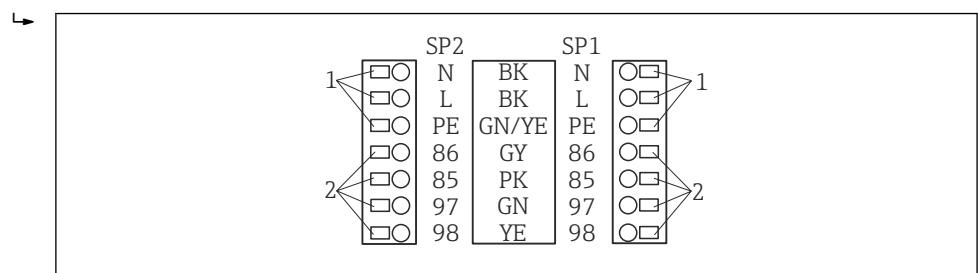 SP2 SP1
N BK N
1 1
L BK L
PE GN/YE PE
86 GY 86
85 PK 85
2 2
97 GN 97
98 YE 98